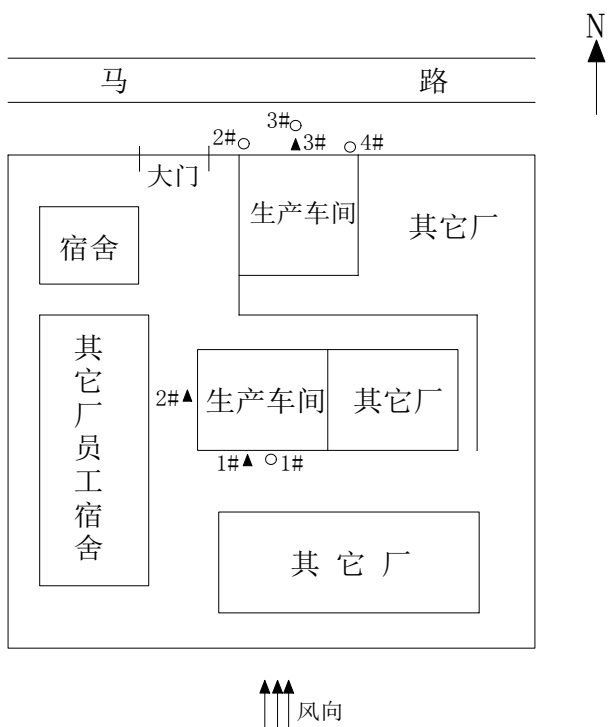 N
马 路
3#
2# 3# 4#
大门
生产车间
其它厂
宿舍
其它厂员工宿舍
2# 生产车间 其它厂
1# 1#
其 它 厂
风向